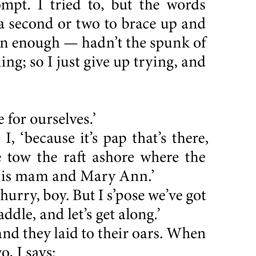 mpt. I tried to, but the words
a second or two to brace up and
n enough — hadn't the spunk of
ing; so I just give up trying, and
e for ourselves.'
I, 'because it's pap that's there,
tow the raft ashore where the
is mam and Mary Ann.'
hurry, boy. But I s'pose we've got
addle, and let's get along.'
and they laid to their oars. When
o, I says: